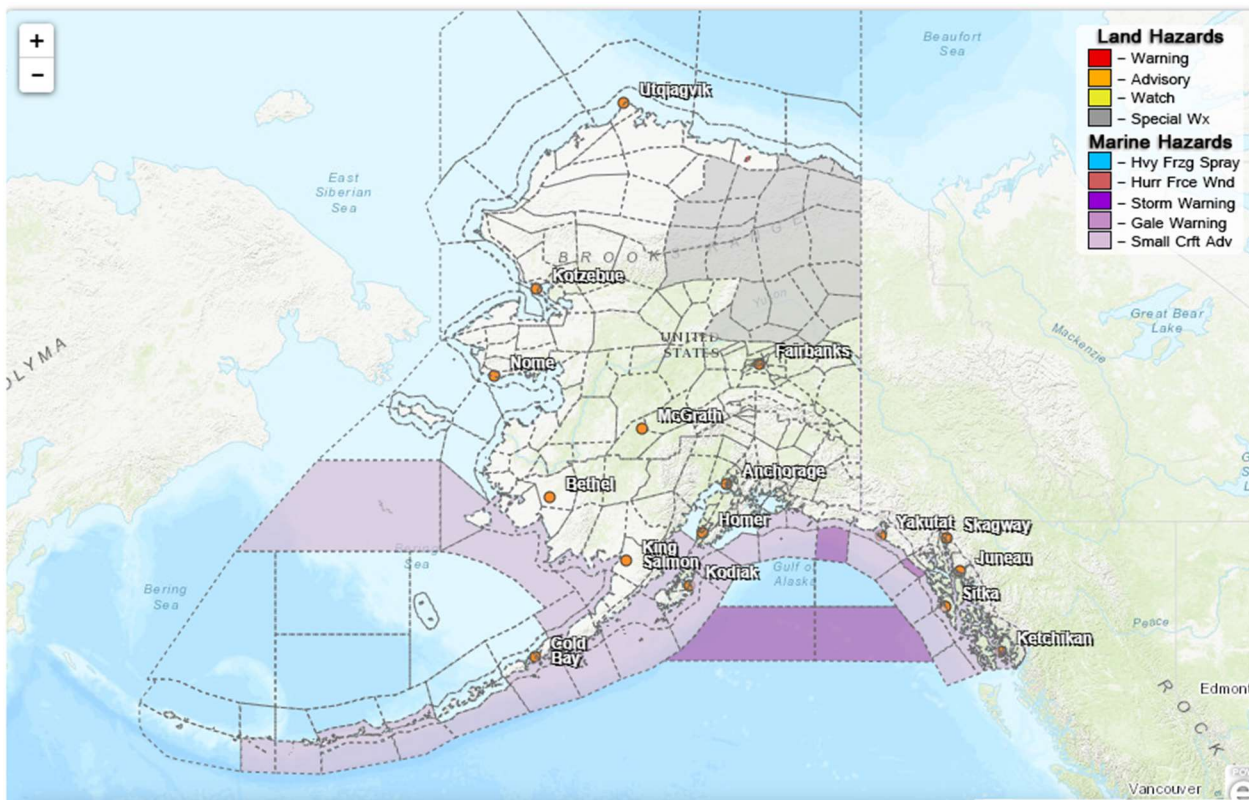 +
−
Land Hazards
– Warning
– Advisory
– Watch
– Special Wx
Marine Hazards
– Hvy Frzg Spray
– Hurr Frce Wnd
– Storm Warning
– Gale Warning
– Small Crft Adv
Beaufort
Sea
Utqiagvik
East
Siberian
Sea
BROOKS RANGE
Kotzebue
Yukon
Great Bear
Lake
Mackenzie
OLYMA
UNITED
STATES
Fairbanks
Nome
McGrath
Anchorage
Bethel
Homer
Yakutat
Skagway
King
Salmon
Juneau
Kodiak
Gulf of
Alaska
Sea
Bering
Sea
Sitka
Peace
Cold
Bay
Ketchikan
ROCK
Edmont
Vancouver